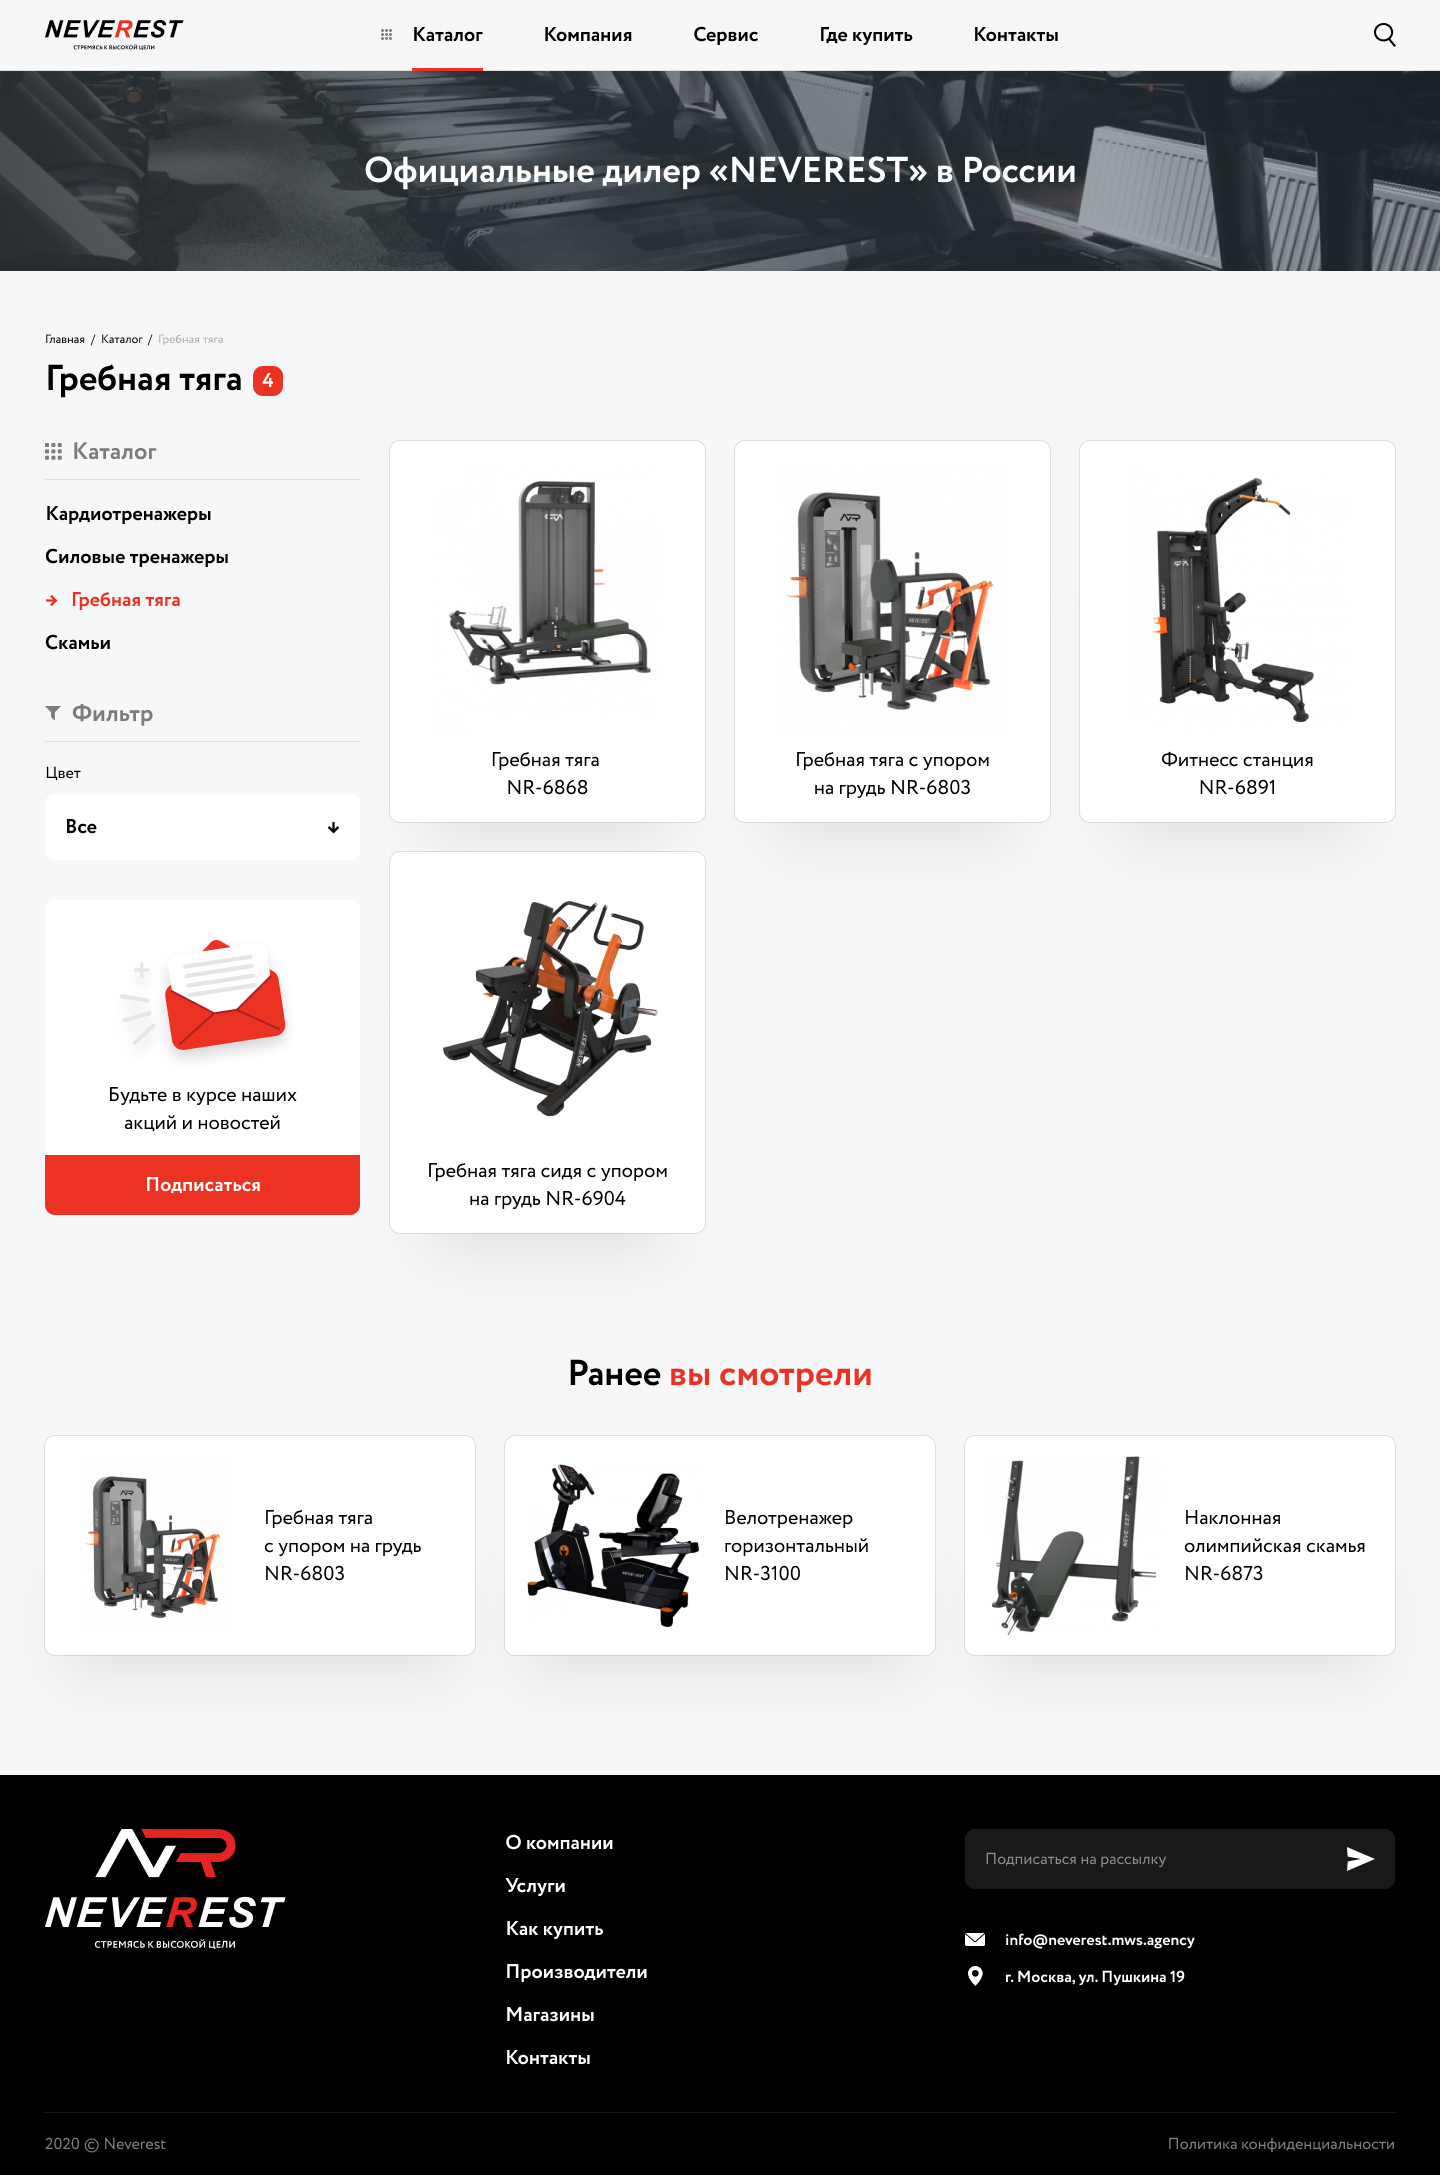 NEVEREST
СТРЕМЯСЬ К ВЫСОКОЙ ЦЕЛИ
Каталог
Компания
Сервис
Где купить
Контакты
Официальные дилер «NEVEREST» в России
Главная / Каталог / Гребная тяга
Гребная тяга 4
Каталог
Кардиотренажеры
Силовые тренажеры
Гребная тяга
Скамьи
Фильтр
Цвет
Все
Будьте в курсе наших
акций и новостей
Подписаться
Гребная тяга
NR-6868
Гребная тяга с упором
на грудь NR-6803
Фитнесс станция
NR-6891
Гребная тяга сидя с упором
на грудь NR-6904
Ранее вы смотрели
Гребная тяга
с упором на грудь
NR-6803
Велотренажер
горизонтальный
NR-3100
Наклонная
олимпийская скамья
NR-6873
NR
NEVEREST
СТРЕМЯСЬ К ВЫСОКОЙ ЦЕЛИ
О компании
Услуги
Как купить
Производители
Магазины
Контакты
Подписаться на рассылку
info@neverest.mws.agency
г. Москва, ул. Пушкина 19
2020 © Neverest
Политика конфиденциальности